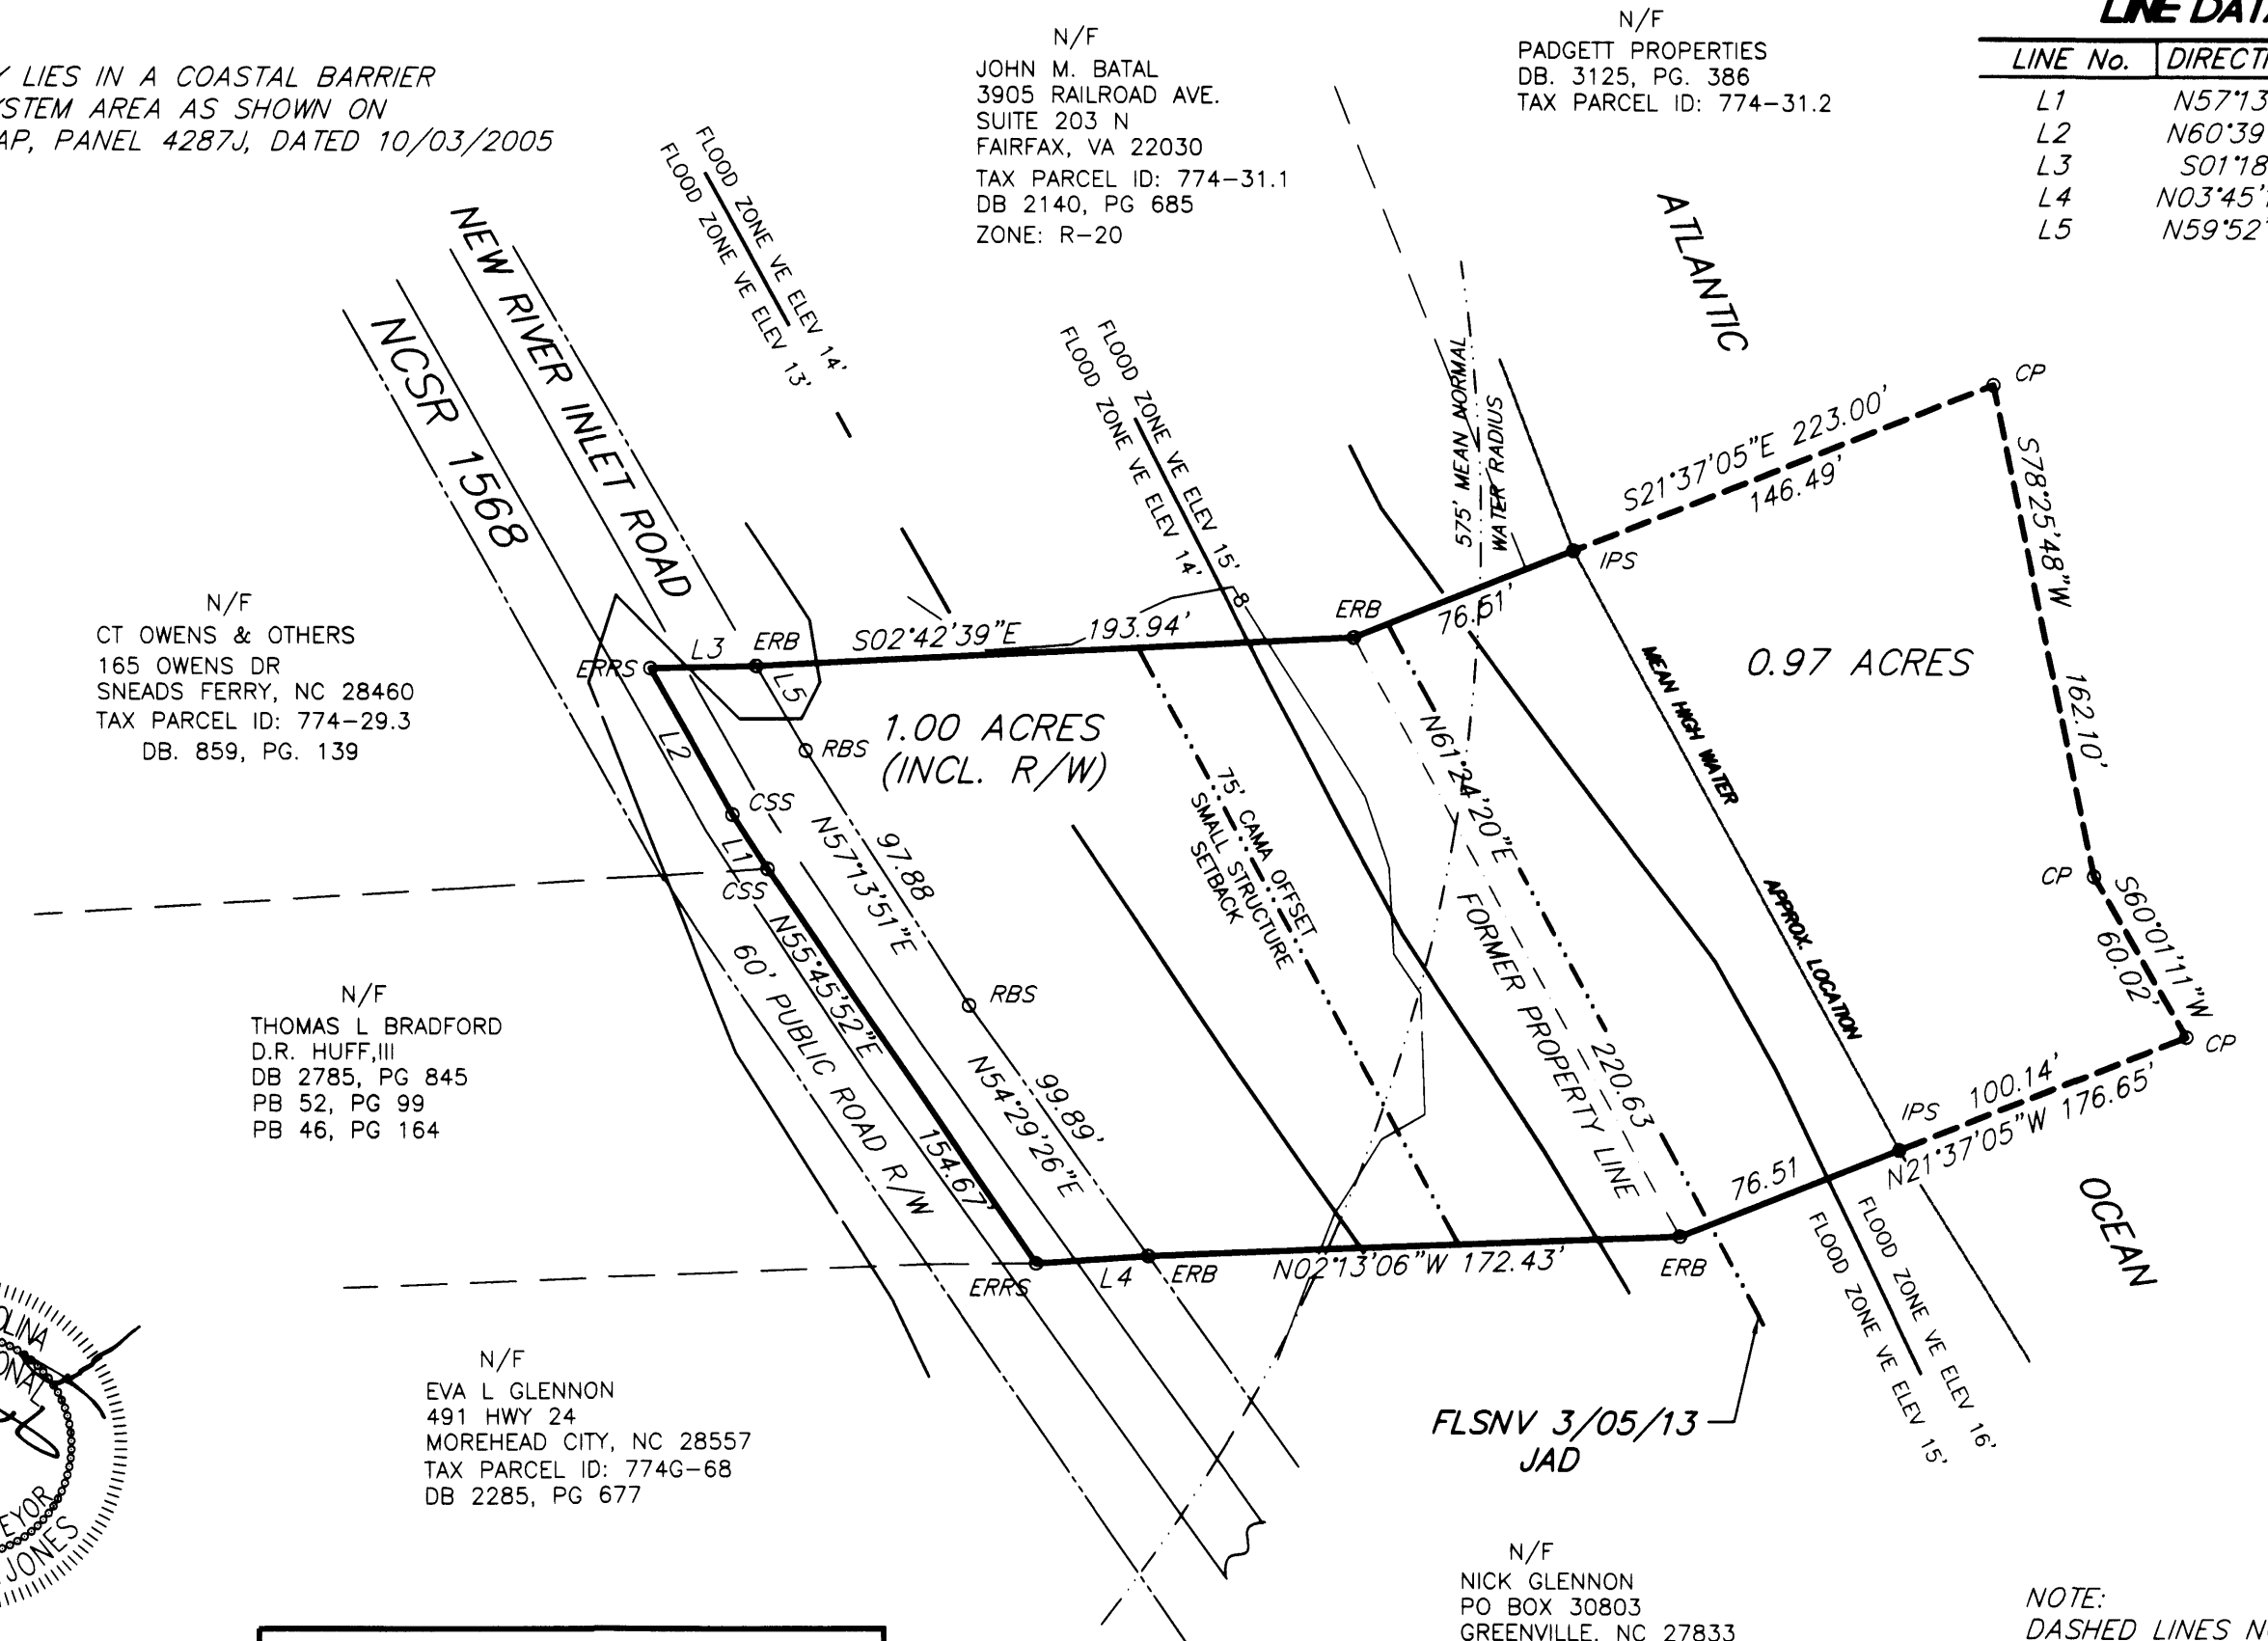 Y LIES IN A COASTAL BARRIER
YSTEM AREA AS SHOWN ON
AP, PANEL 4287J, DATED 10/03/2005
N/F
JOHN M. BATAL
3905 RAILROAD AVE.
SUITE 203 N
FAIRFAX, VA 22030
TAX PARCEL ID: 774-31.1
DB 2140, PG 685
ZONE: R-20
N/F
PADGETT PROPERTIES
DB. 3125, PG. 386
TAX PARCEL ID: 774-31.2
LINE DATA
LINE No. DIRECTI
L1 N57°13
L2 N60°39
L3 S01°18
L4 N03°45'
L5 N59°52'
FLOOD ZONE VE ELEV 14'
FLOOD ZONE VE ELEV 13'
NEW RIVER INLET ROAD
NCSR 1568
FLOOD ZONE VE ELEV 15'
FLOOD ZONE VE ELEV 14'
575' MEAN NORMAL
WATER RADIUS
ATLANTIC
CP
S21°37'05"E 223.00'
146.49'
IPS
S78°25'48"W
162.10'
N/F
CT OWENS & OTHERS
165 OWENS DR
SNEADS FERRY, NC 28460
TAX PARCEL ID: 774-29.3
DB. 859, PG. 139
ERRS
L3
ERB
S02°42'39"E
193.94'
8
ERB
76.51'
0.97 ACRES
L5
L2
RBS
1.00 ACRES
(INCL. R/W)
CSS
L1
CSS
97.88
N57°13'51"E
75' CAMA OFFSET
SMALL STRUCTURE
SETBACK
N61°24'20"E
220.63
FORMER PROPERTY LINE
MEAN HIGH WATER
APPROX. LOCATION
CP
S60°01'11"W
60.02'
CP
N/F
THOMAS L BRADFORD
D.R. HUFF,III
DB 2785, PG 845
PB 52, PG 99
PB 46, PG 164
N55°45'52"E
154.67'
60' PUBLIC ROAD R/W
RBS
99.89'
N54°29'26"E
IPS
100.14'
N21°37'05"W 176.65'
76.51
OCEAN
ERRS
L4
ERB
N02°13'06"W 172.43'
ERB
FLOOD ZONE VE ELEV 16'
FLOOD ZONE VE ELEV 15'
N/F
EVA L GLENNON
491 HWY 24
MOREHEAD CITY, NC 28557
TAX PARCEL ID: 774G-68
DB 2285, PG 677
FLSNV 3/05/13
JAD
OLINA
ONAL
EYOR
JONES
N/F
NICK GLENNON
PO BOX 30803
GREENVILLE, NC 27833
NOTE:
DASHED LINES N